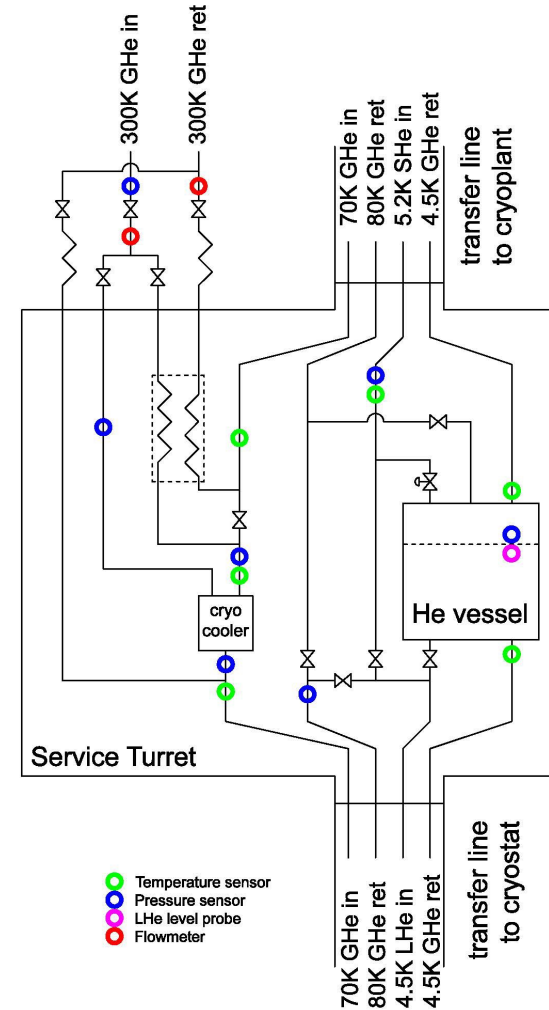 300K GHe in
300K GHe ret
70K GHe in
80K GHe ret
5.2K SHe in
4.5K GHe ret
transfer line
to cryoplant
cryo
cooler
He vessel
Service Turret
Temperature sensor
Pressure sensor
LHe level probe
Flowmeter
70K GHe in
80K GHe ret
4.5K LHe in
4.5K GHe ret
transfer line
to cryostat